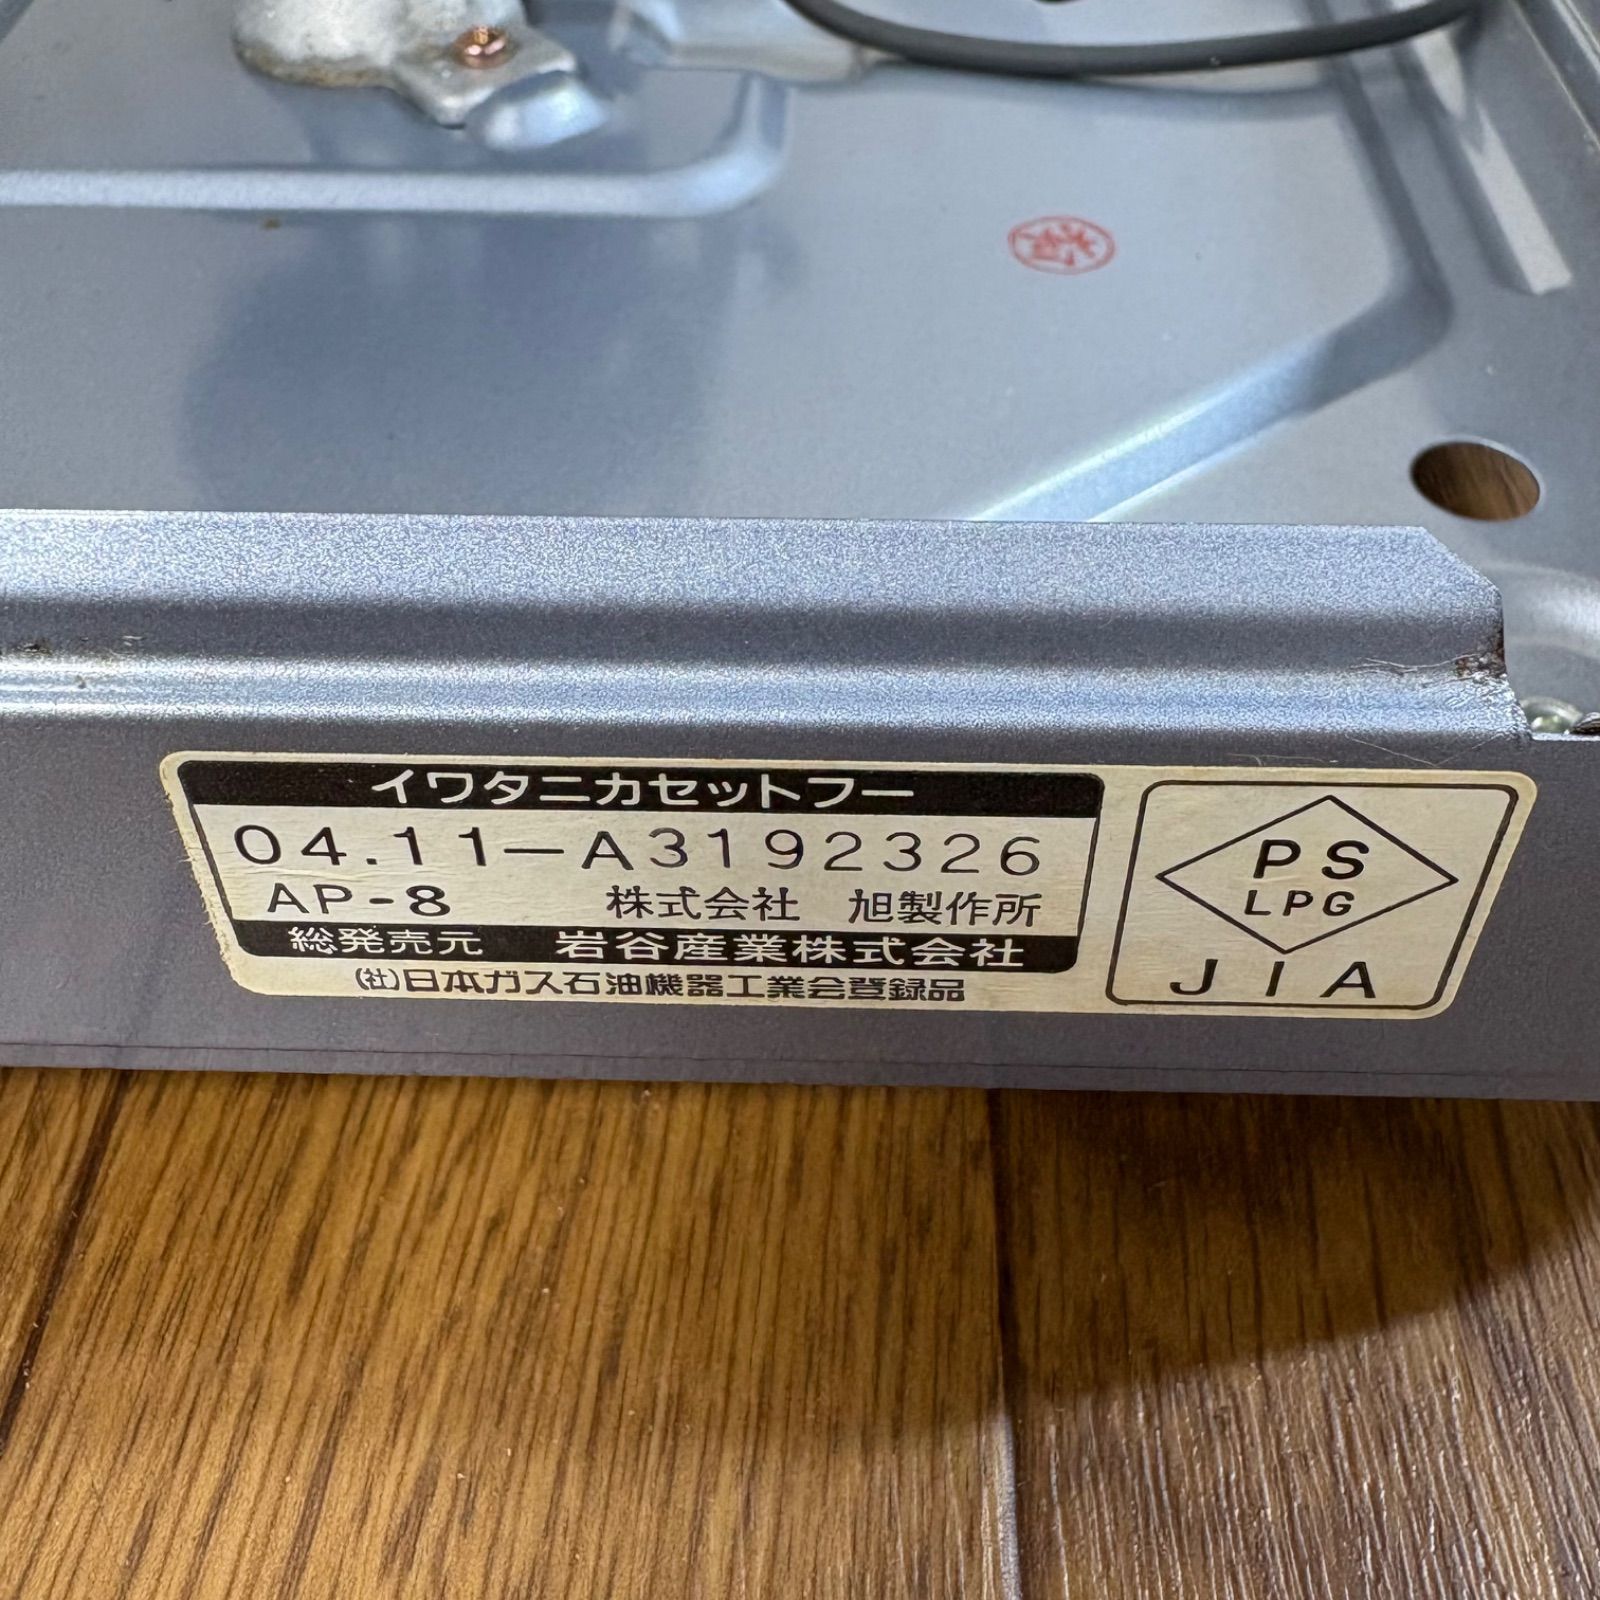 イワタニカセットフー
04.11-A3192326
AP-8 株式会社 旭製作所
総発売元 岩谷産業株式会社
(社)日本ガス石油機器工業会登録品
PS
LPG
JIA